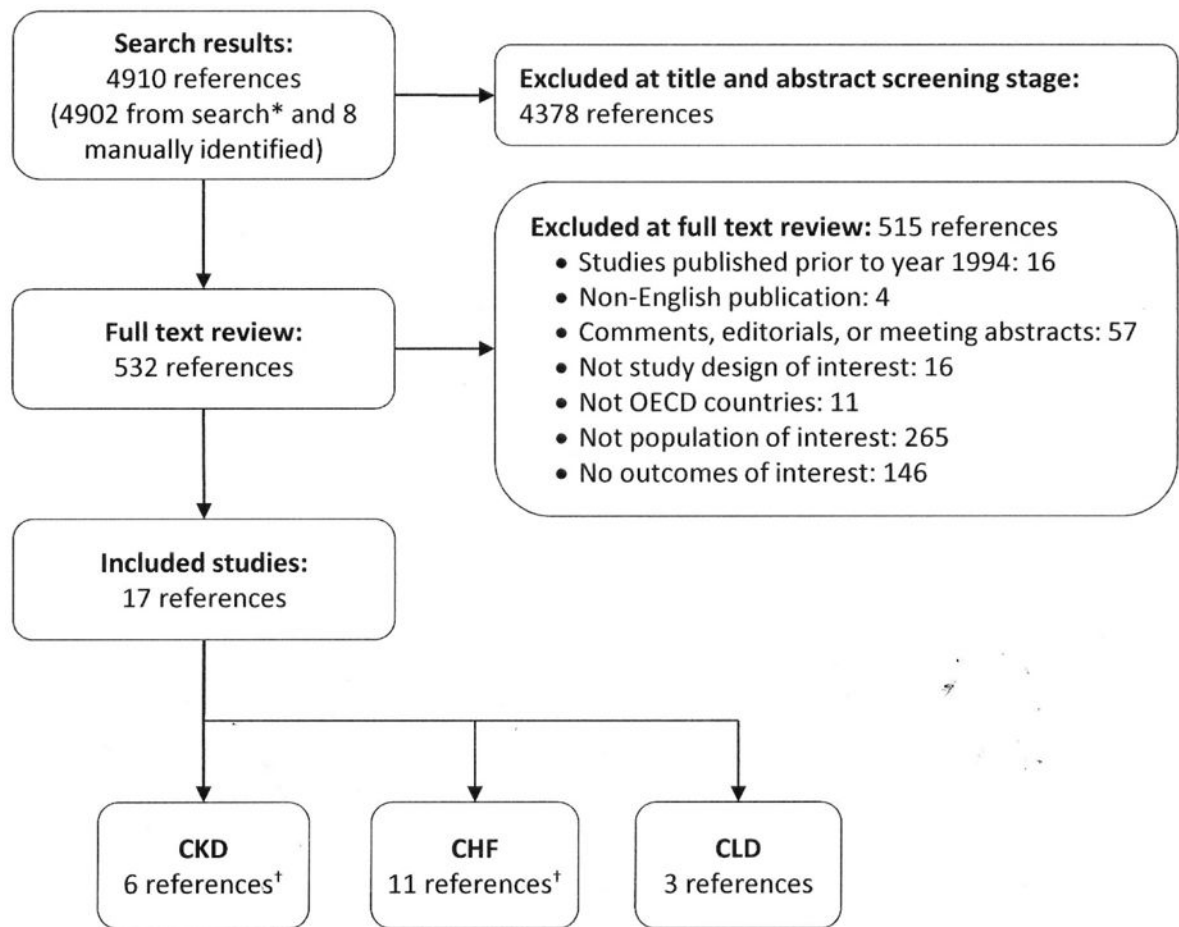 Search results:
4910 references
(4902 from search* and 8
manually identified)
Excluded at title and abstract screening stage:
4378 references
Excluded at full text review: 515 references
• Studies published prior to year 1994: 16
• Non-English publication: 4
• Comments, editorials, or meeting abstracts: 57
• Not study design of interest: 16
• Not OECD countries: 11
• Not population of interest: 265
• No outcomes of interest: 146
Full text review:
532 references
Included studies:
17 references
CKD
6 references†
CHF
11 references†
CLD
3 references